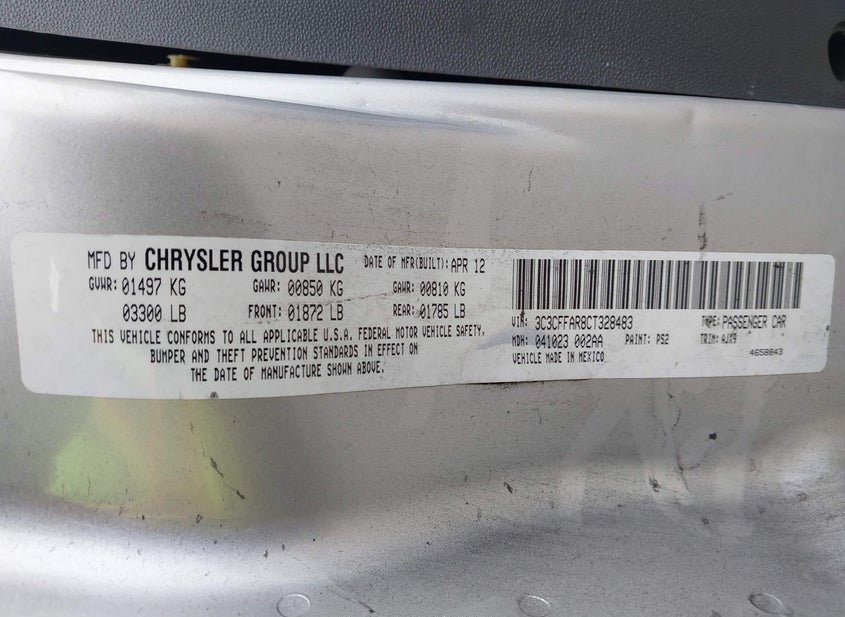 MFD BY CHRYSLER GROUP LLC DATE OF MFR(BUILT): APR 12
GVWR: 01497 KG GAWR: 00850 KG GAWR: 00810 KG
03300 LB FRONT: 01872 LB REAR: 01785 LB
THIS VEHICLE CONFORMS TO ALL APPLICABLE U.S.A. FEDERAL MOTOR VEHICLE SAFETY,
BUMPER AND THEFT PREVENTION STANDARDS IN EFFECT ON
THE DATE OF MANUFACTURE SHOWN ABOVE.
VIN: 3C3CFFAR8CT328483 TYPE: PASSENGER CAR
MDH: 041023 002AA PAINT: PS2 TRIM: AJX9
VEHICLE MADE IN MEXICO 4658843